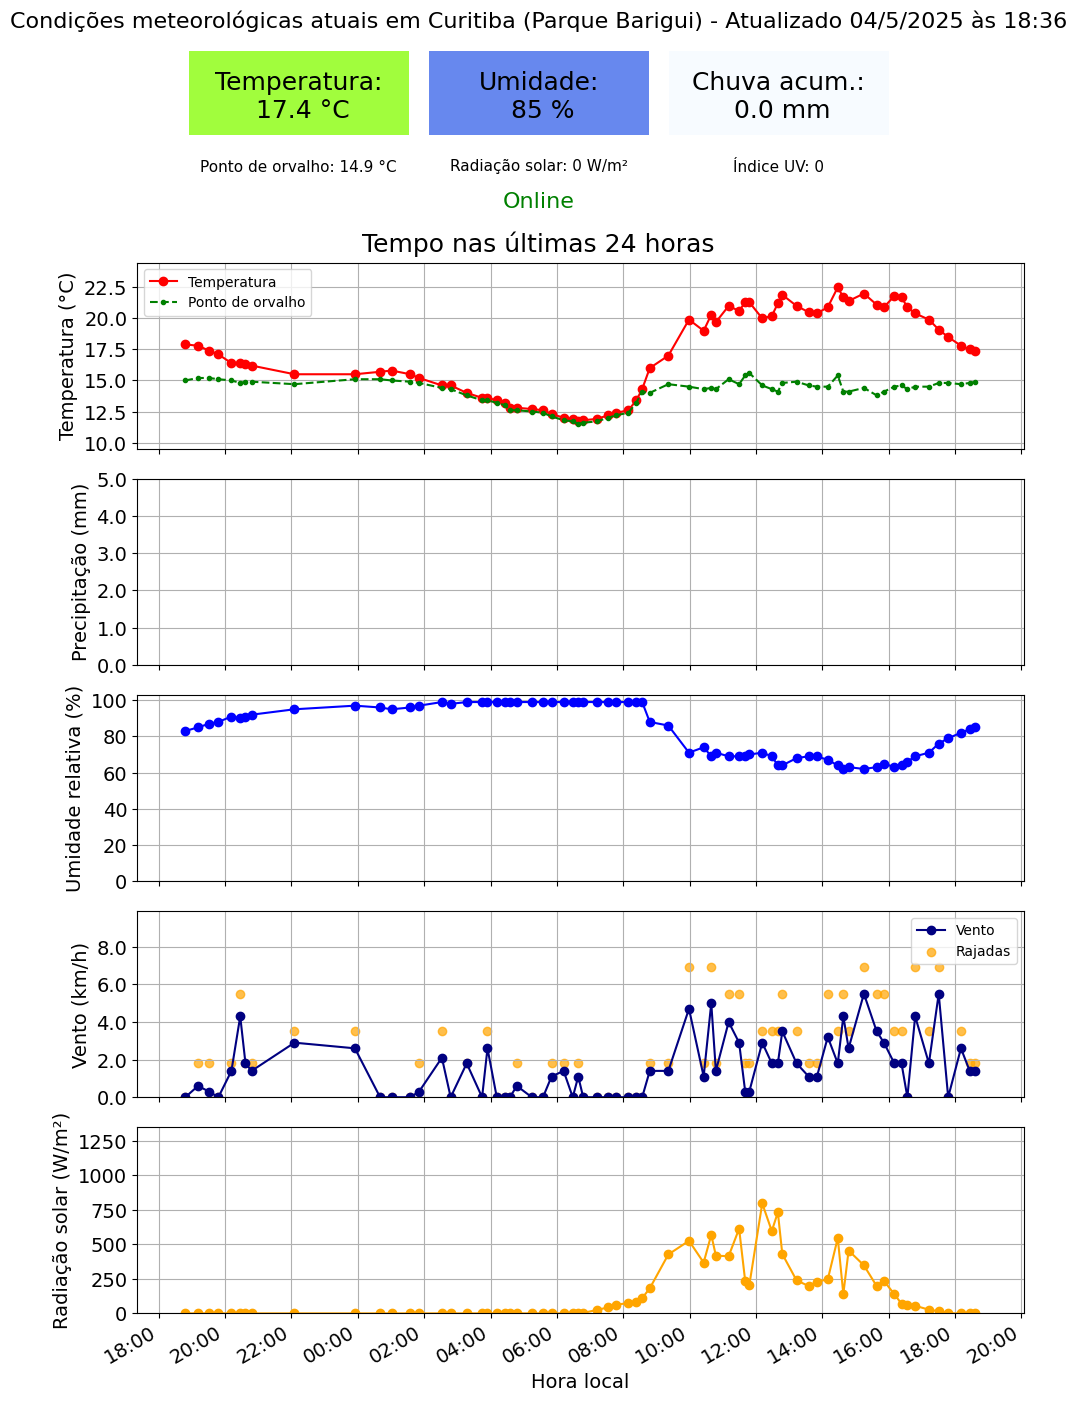 Condições meteorológicas atuais em Curitiba (Parque Barigui) - Atualizado 04/5/2025 às 18:36
Temperatura:
17.4 °C
Umidade:
85 %
Chuva acum.:
0.0 mm
Ponto de orvalho: 14.9 °C
Radiação solar: 0 W/m²
Índice UV: 0
Online
Tempo nas últimas 24 horas
Temperatura (°C)
22.5
20.0
17.5
15.0
12.5
10.0
Temperatura
Ponto de orvalho
Precipitação (mm)
5.0
4.0
3.0
2.0
1.0
0.0
Umidade relativa (%)
100
80
60
40
20
0
Vento (km/h)
8.0
6.0
4.0
2.0
0.0
Vento
Rajadas
Radiação solar (W/m²)
1250
1000
750
500
250
0
18:00 20:00 22:00 00:00 02:00 04:00 06:00 08:00 10:00 12:00 14:00 16:00 18:00 20:00
Hora local